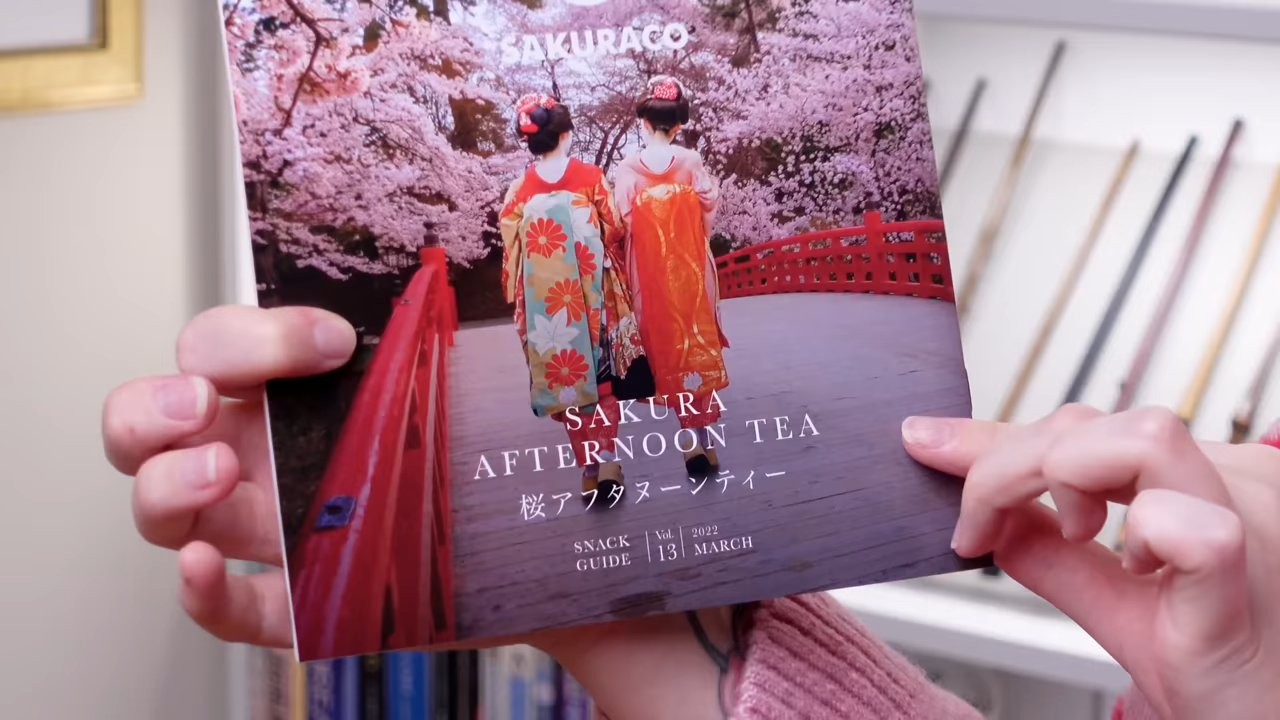 SAKURACO
SAKURA
AFTERNOON TEA
桜アフタヌーンティー
SNACK GUIDE
Vol. 13
2022 MARCH